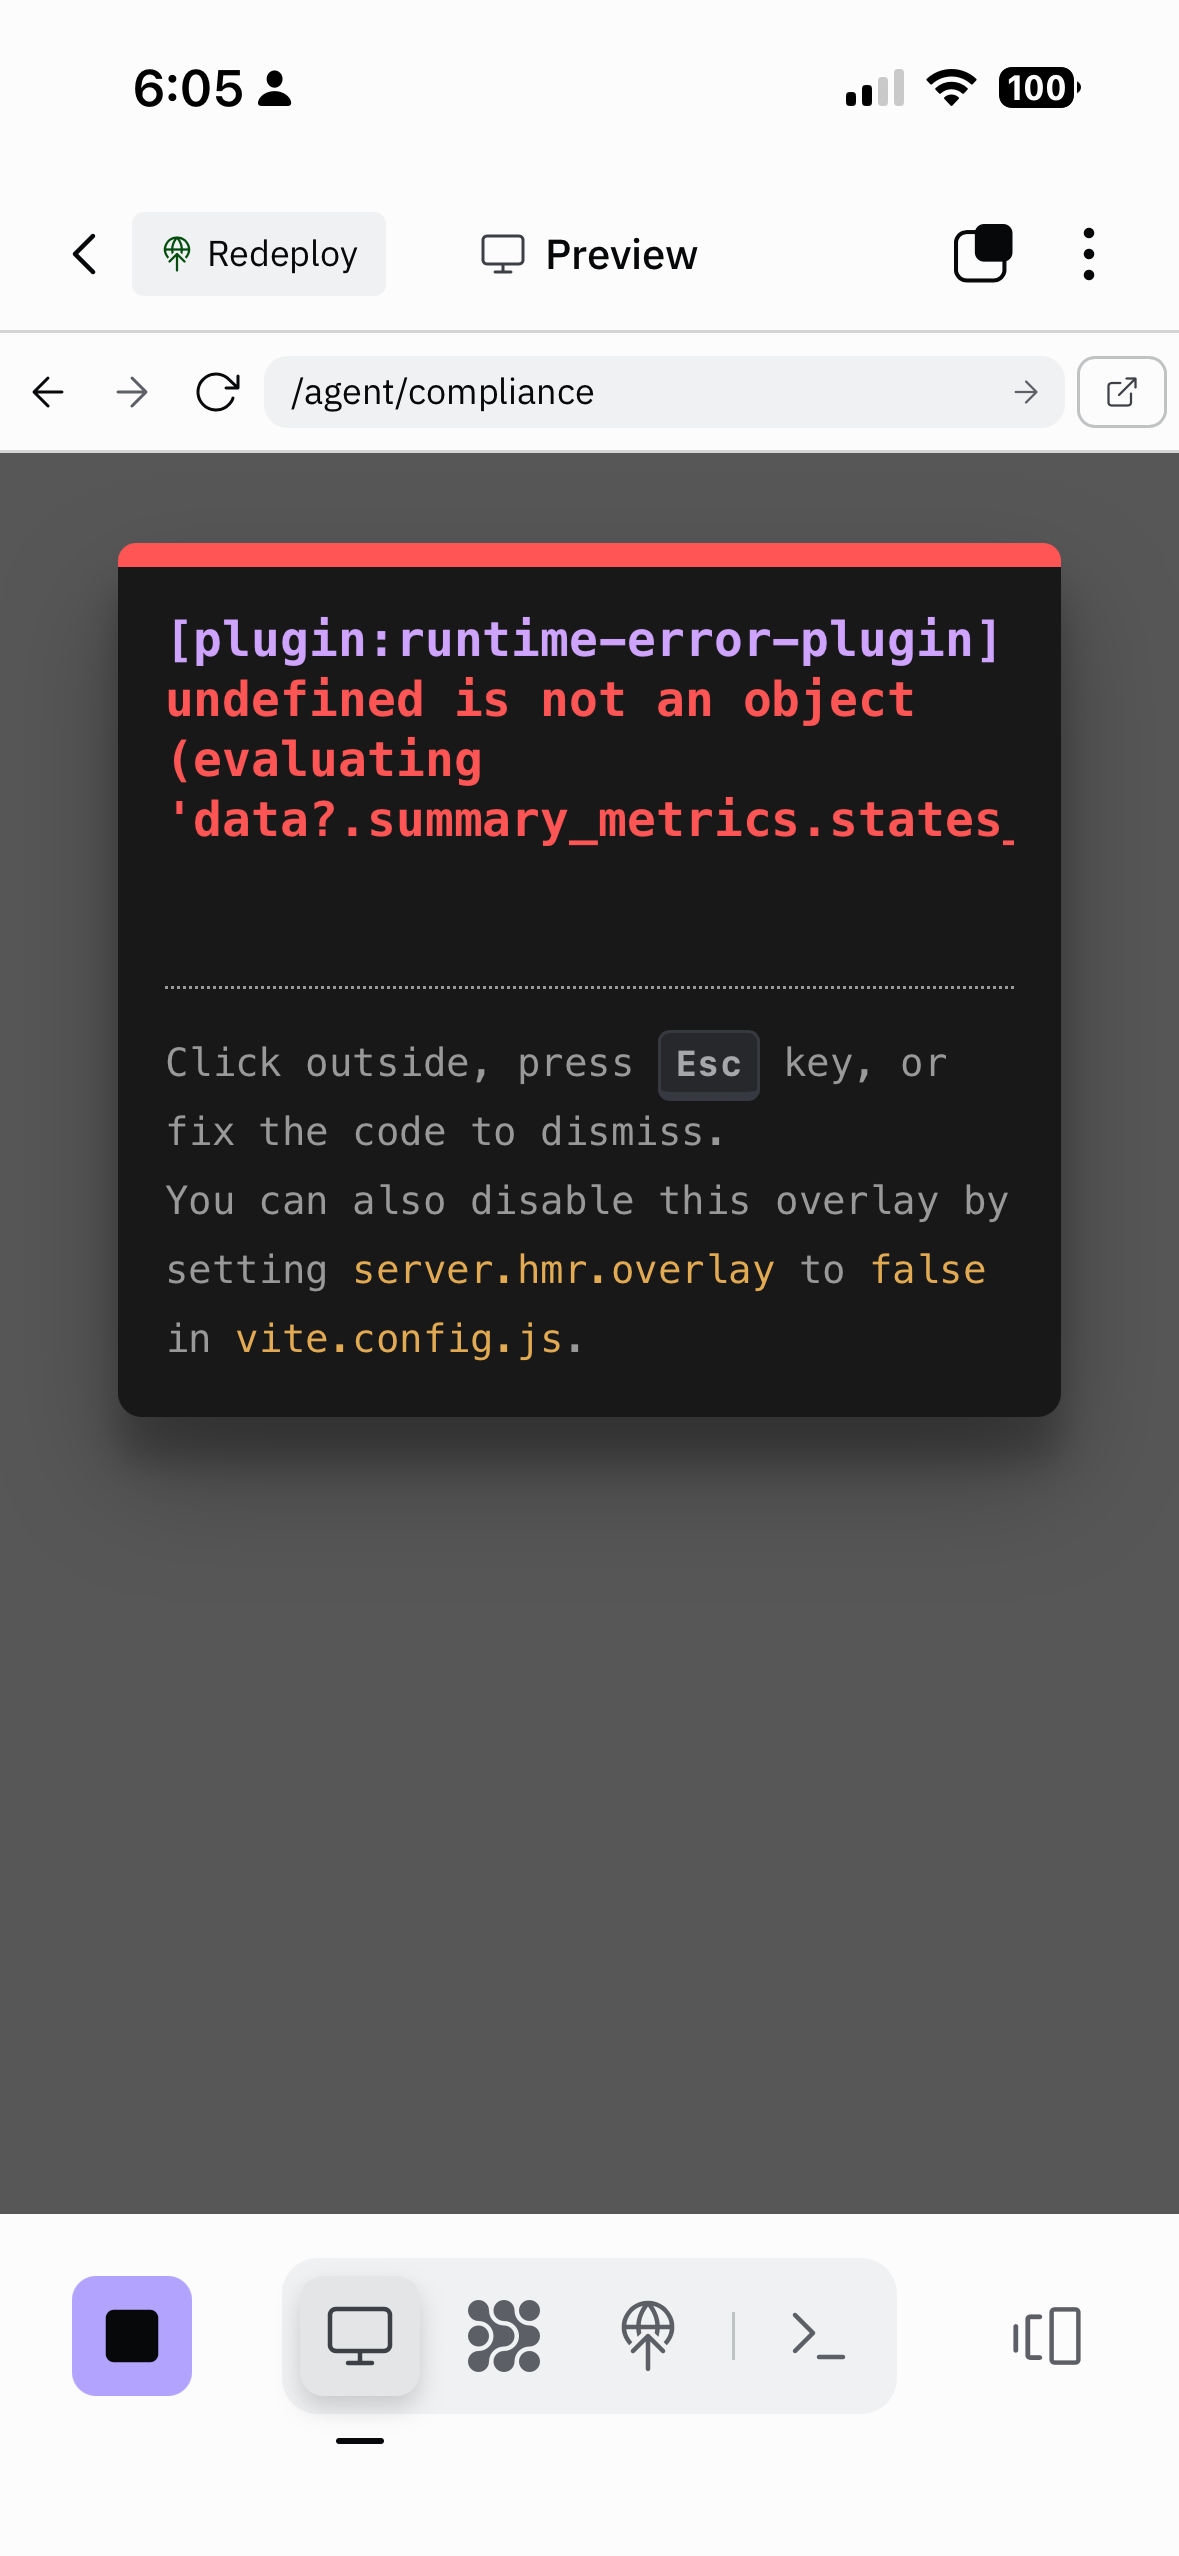 6:05
100
Redeploy
Preview
/agent/compliance
[plugin:runtime-error-plugin]
undefined is not an object
(evaluating
'data?.summary_metrics.states_
Click outside, press Esc key, or
fix the code to dismiss.
You can also disable this overlay by
setting server.hmr.overlay to false
in vite.config.js.